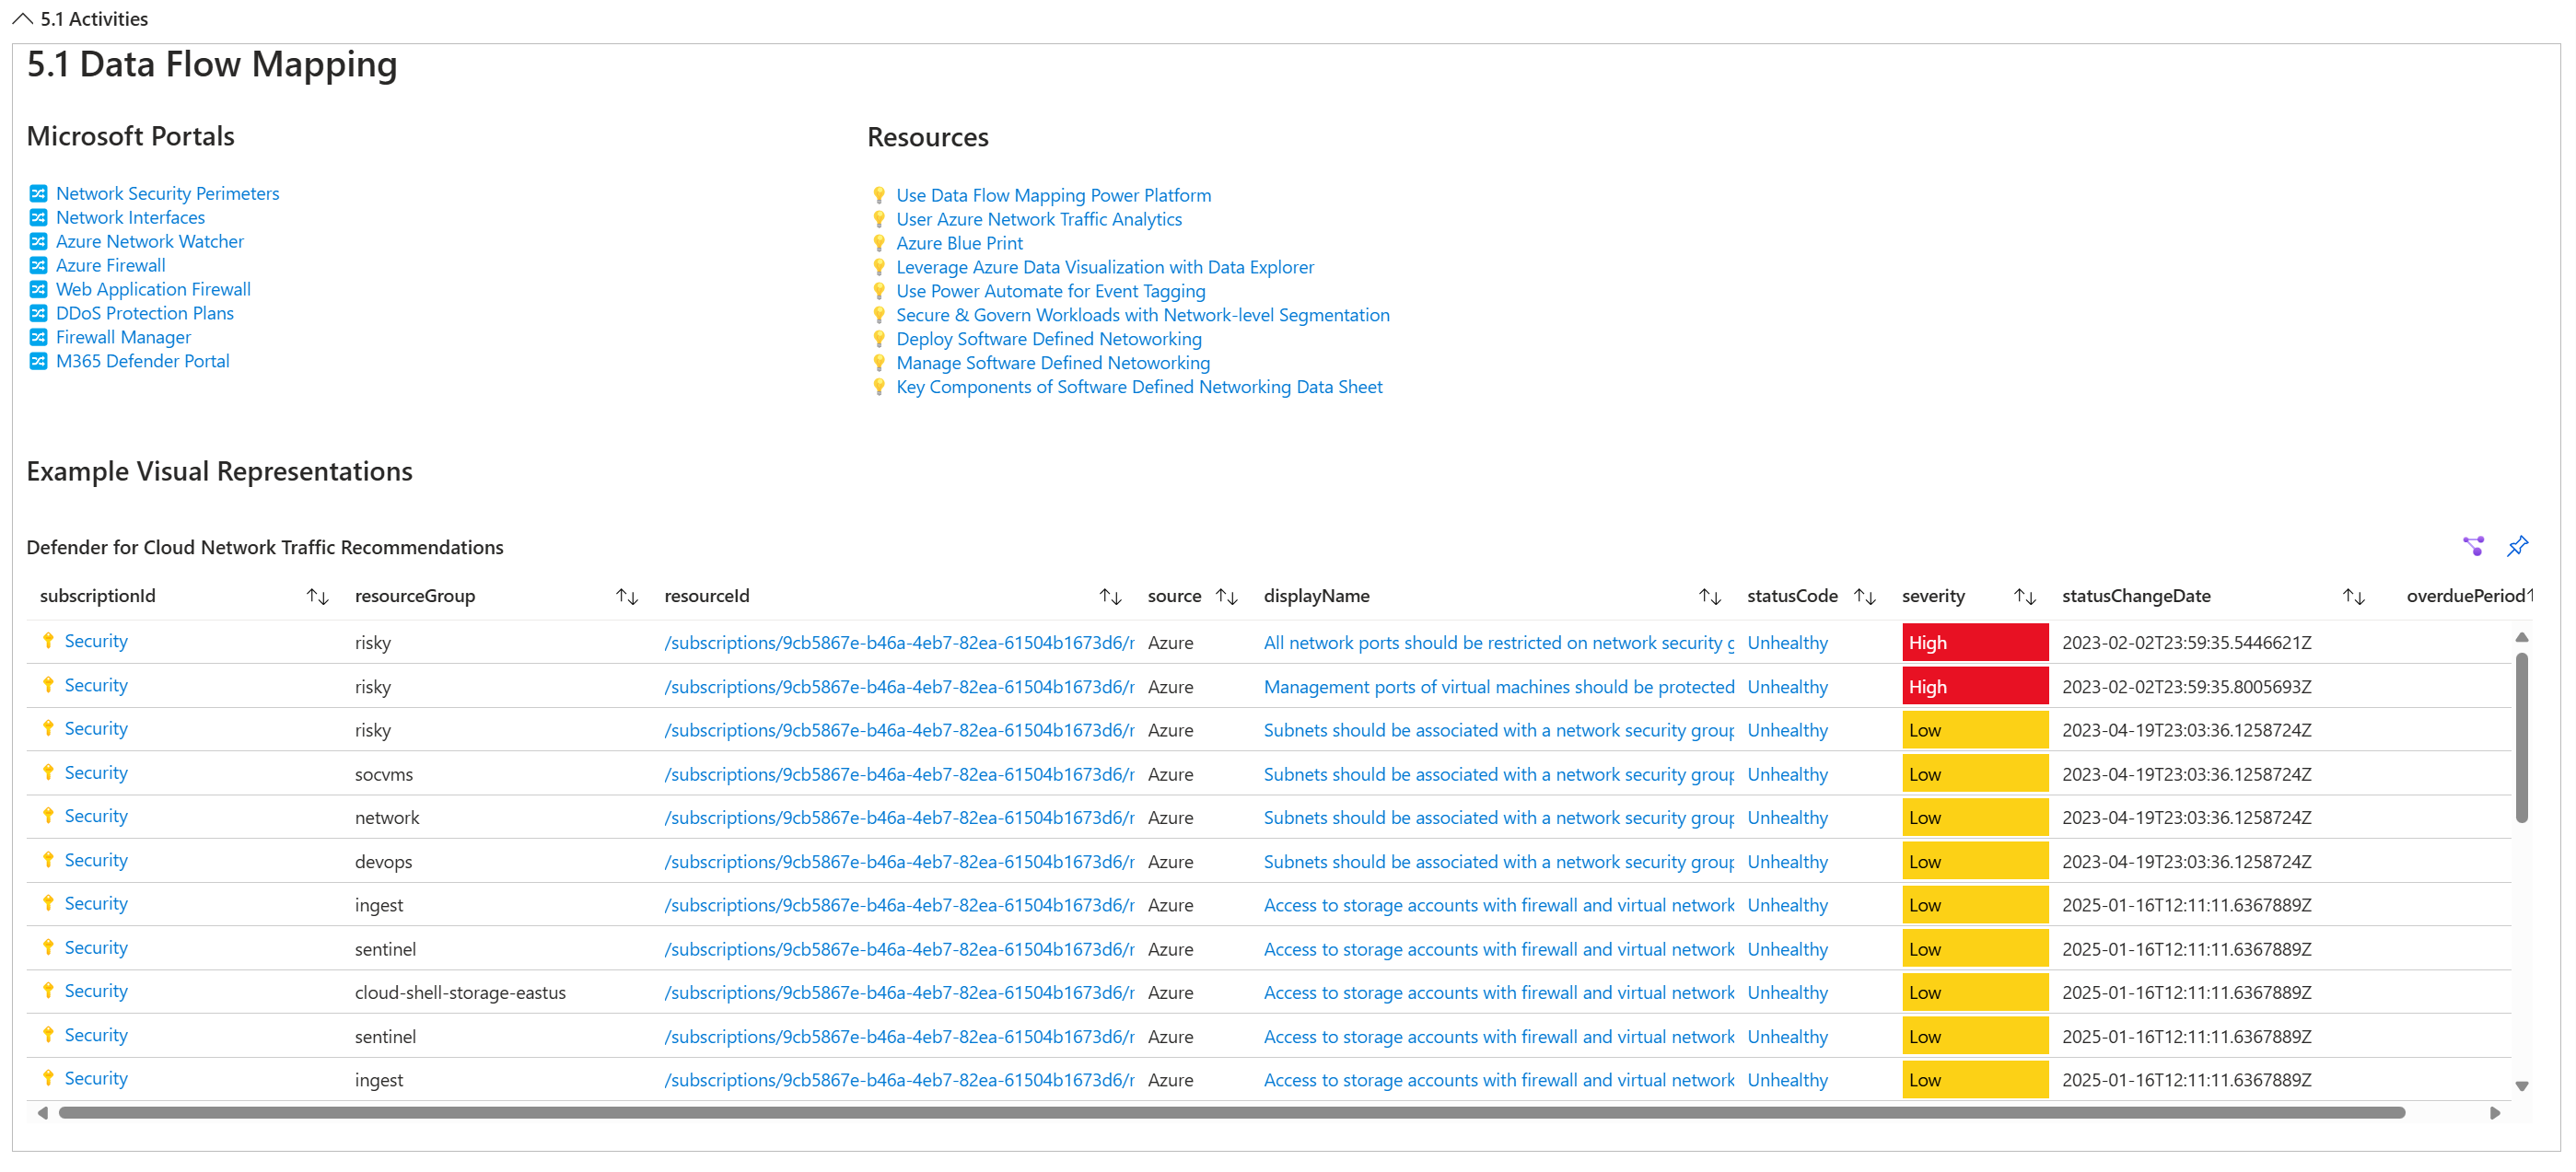 5.1 Activities
5.1 Data Flow Mapping
Microsoft Portals
Network Security Perimeters
Network Interfaces
Azure Network Watcher
Azure Firewall
Web Application Firewall
DDoS Protection Plans
Firewall Manager
M365 Defender Portal
Resources
Use Data Flow Mapping Power Platform
User Azure Network Traffic Analytics
Azure Blue Print
Leverage Azure Data Visualization with Data Explorer
Use Power Automate for Event Tagging
Secure & Govern Workloads with Network-level Segmentation
Deploy Software Defined Netoworking
Manage Software Defined Netoworking
Key Components of Software Defined Networking Data Sheet
Example Visual Representations
Defender for Cloud Network Traffic Recommendations
subscriptionId resourceGroup resourceId source displayName statusCode severity statusChangeDate overduePeriod
Security risky /subscriptions/9cb5867e-b46a-4eb7-82ea-61504b1673d6/r Azure All network ports should be restricted on network security g Unhealthy High 2023-02-02T23:59:35.5446621Z
Security risky /subscriptions/9cb5867e-b46a-4eb7-82ea-61504b1673d6/r Azure Management ports of virtual machines should be protected Unhealthy High 2023-02-02T23:59:35.8005693Z
Security risky /subscriptions/9cb5867e-b46a-4eb7-82ea-61504b1673d6/r Azure Subnets should be associated with a network security group Unhealthy Low 2023-04-19T23:03:36.1258724Z
Security socvms /subscriptions/9cb5867e-b46a-4eb7-82ea-61504b1673d6/r Azure Subnets should be associated with a network security group Unhealthy Low 2023-04-19T23:03:36.1258724Z
Security network /subscriptions/9cb5867e-b46a-4eb7-82ea-61504b1673d6/r Azure Subnets should be associated with a network security group Unhealthy Low 2023-04-19T23:03:36.1258724Z
Security devops /subscriptions/9cb5867e-b46a-4eb7-82ea-61504b1673d6/r Azure Subnets should be associated with a network security group Unhealthy Low 2023-04-19T23:03:36.1258724Z
Security ingest /subscriptions/9cb5867e-b46a-4eb7-82ea-61504b1673d6/r Azure Access to storage accounts with firewall and virtual network Unhealthy Low 2025-01-16T12:11:11.6367889Z
Security sentinel /subscriptions/9cb5867e-b46a-4eb7-82ea-61504b1673d6/r Azure Access to storage accounts with firewall and virtual network Unhealthy Low 2025-01-16T12:11:11.6367889Z
Security cloud-shell-storage-eastus /subscriptions/9cb5867e-b46a-4eb7-82ea-61504b1673d6/r Azure Access to storage accounts with firewall and virtual network Unhealthy Low 2025-01-16T12:11:11.6367889Z
Security sentinel /subscriptions/9cb5867e-b46a-4eb7-82ea-61504b1673d6/r Azure Access to storage accounts with firewall and virtual network Unhealthy Low 2025-01-16T12:11:11.6367889Z
Security ingest /subscriptions/9cb5867e-b46a-4eb7-82ea-61504b1673d6/r Azure Access to storage accounts with firewall and virtual network Unhealthy Low 2025-01-16T12:11:11.6367889Z